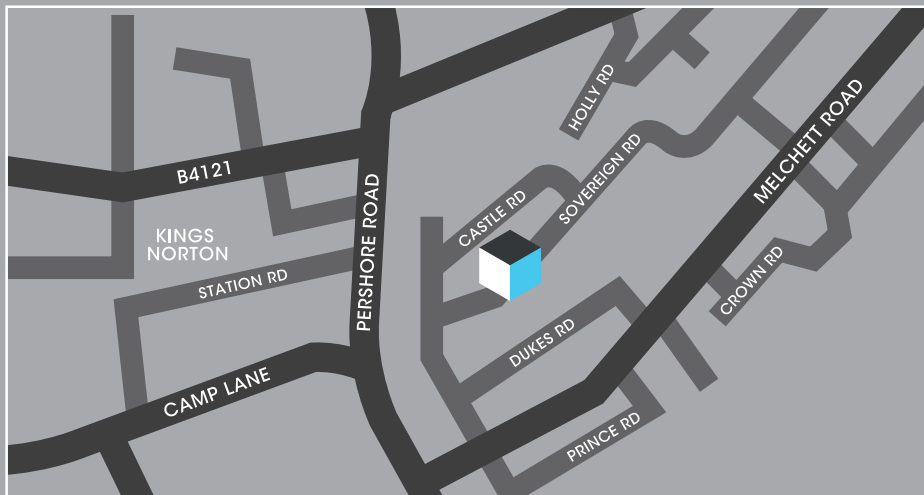 HOLLY RD
MELCHETT ROAD
B4121
SOVEREIGN RD
CASTLE RD
PERSHORE ROAD
KINGS
NORTON
STATION RD
CROWN RD
DUKES RD
CAMP LANE
PRINCE RD